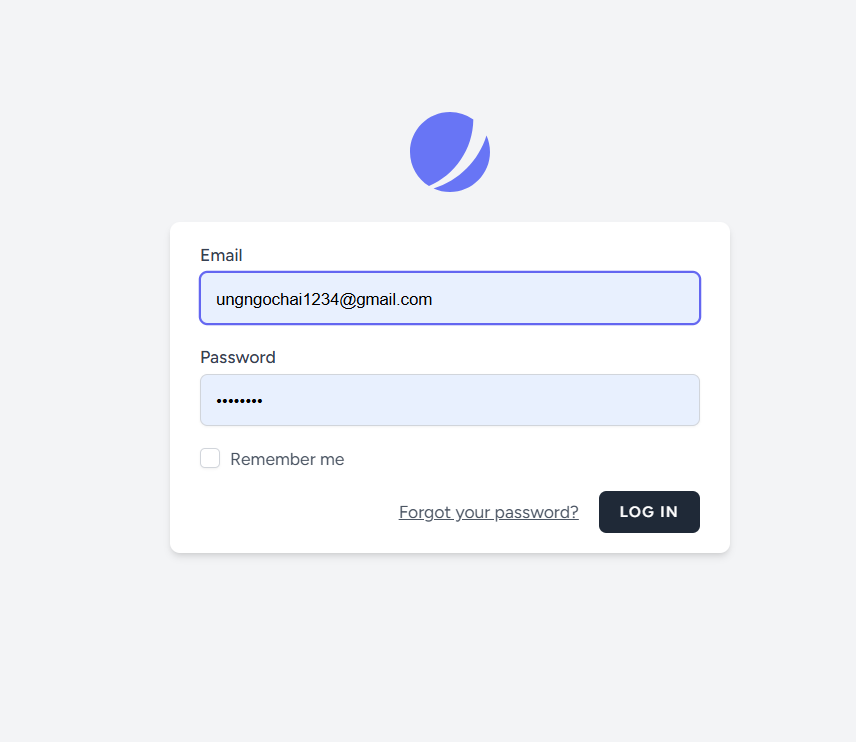 Email
ungngochai1234@gmail.com
Password
••••••••
Remember me
Forgot your password? LOG IN